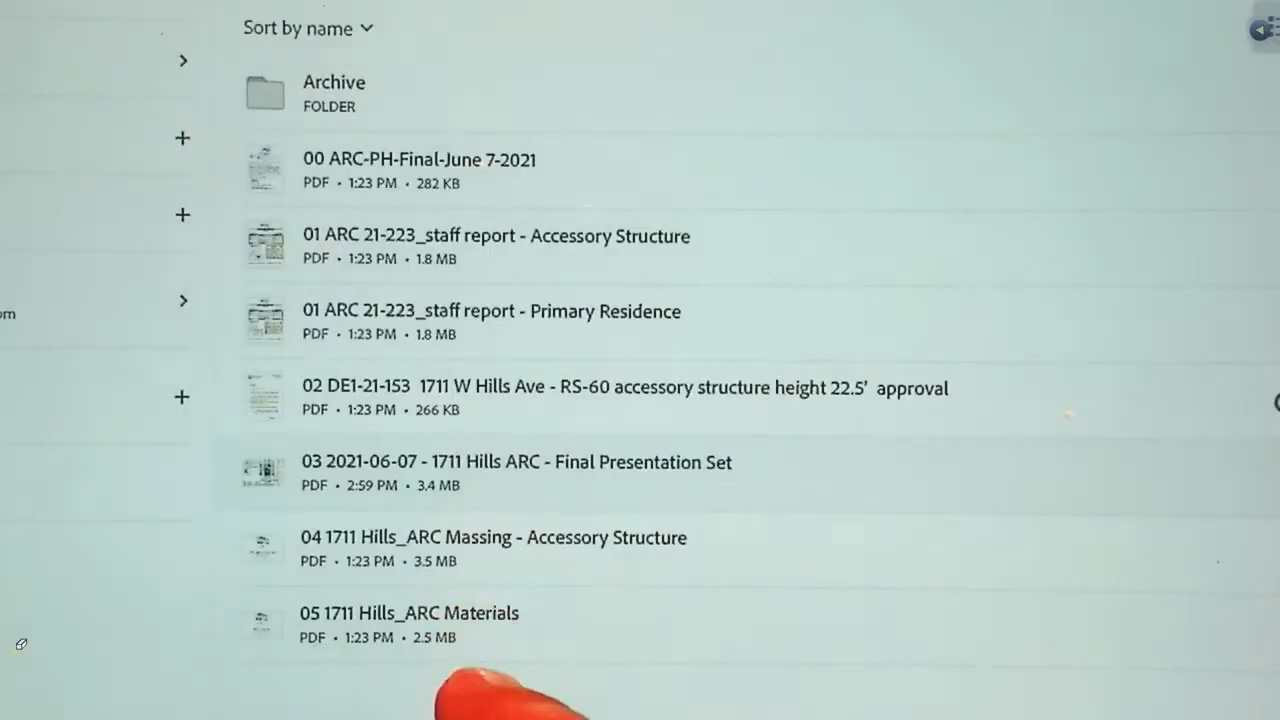 Sort by name
Archive
FOLDER
00 ARC-PH-Final-June 7-2021
PDF • 1:23 PM • 282 KB
01 ARC 21-223_staff report - Accessory Structure
PDF • 1:23 PM • 1.8 MB
01 ARC 21-223_staff report - Primary Residence
PDF • 1:23 PM • 1.8 MB
om
02 DE1-21-153 1711 W Hills Ave - RS-60 accessory structure height 22.5' approval
PDF • 1:23 PM • 266 KB
03 2021-06-07 - 1711 Hills ARC - Final Presentation Set
PDF • 2:59 PM • 3.4 MB
04 1711 Hills_ARC Massing - Accessory Structure
PDF • 1:23 PM • 3.5 MB
05 1711 Hills_ARC Materials
PDF • 1:23 PM • 2.5 MB